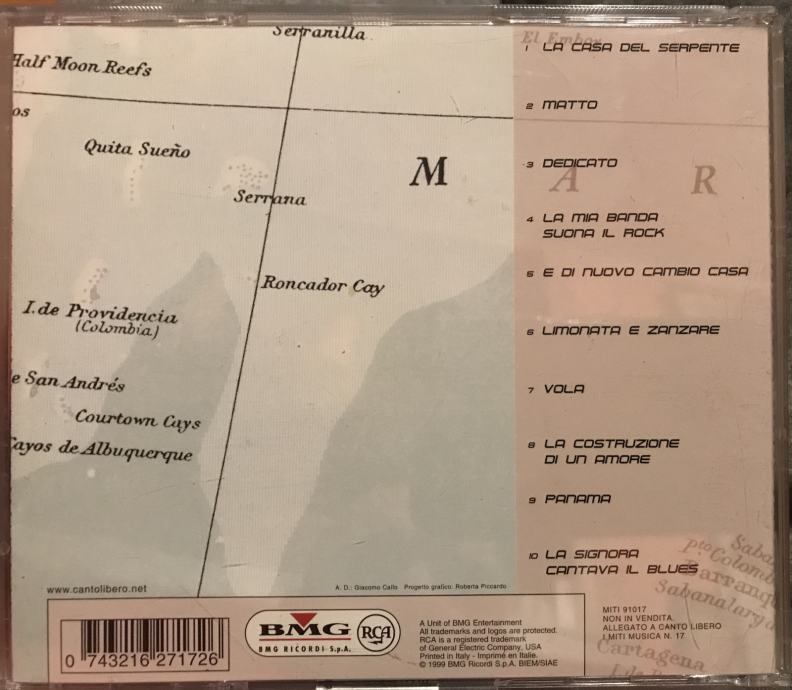 Serranilla
Half Moon Reefs
os
Quita Sueño
Serrana
M
Roncador Cay
I. de Providencia
(Colombia)
e San Andrés
Courtown Cays
Cayos de Albuquerque
El Embor
A R
1 LA CASA DEL SERPENTE
2 MATTO
3 DEDICATO
4 LA MIA BANDA
SUONA IL ROCK
5 E DI NUOVO CAMBIO CASA
6 LIMONATA E ZANZARE
7 VOLA
8 LA COSTRUZIONE
DI UN AMORE
9 PANAMA
10 LA SIGNORA
CANTAVA IL BLUES
Saba
Pto Colomb
Barranqu
Sabanalarga
Cartagena
www.cantolibero.net
A. D.: Giacomo Callo Progetto grafico: Roberta Piccardo
0 743216 271726
BMG
BMG RICORDI S.p.A.
RCA
A Unit of BMG Entertainment
All trademarks and logos are protected.
RCA is a registered trademark
of General Electric Company, USA
Printed in Italy - Imprimé en Italie.
© 1999 BMG Ricordi S.p.A. BIEM/SIAE
MITI 91017
NON IN VENDITA
ALLEGATO A CANTO LIBERO
I MITI MUSICA N. 17